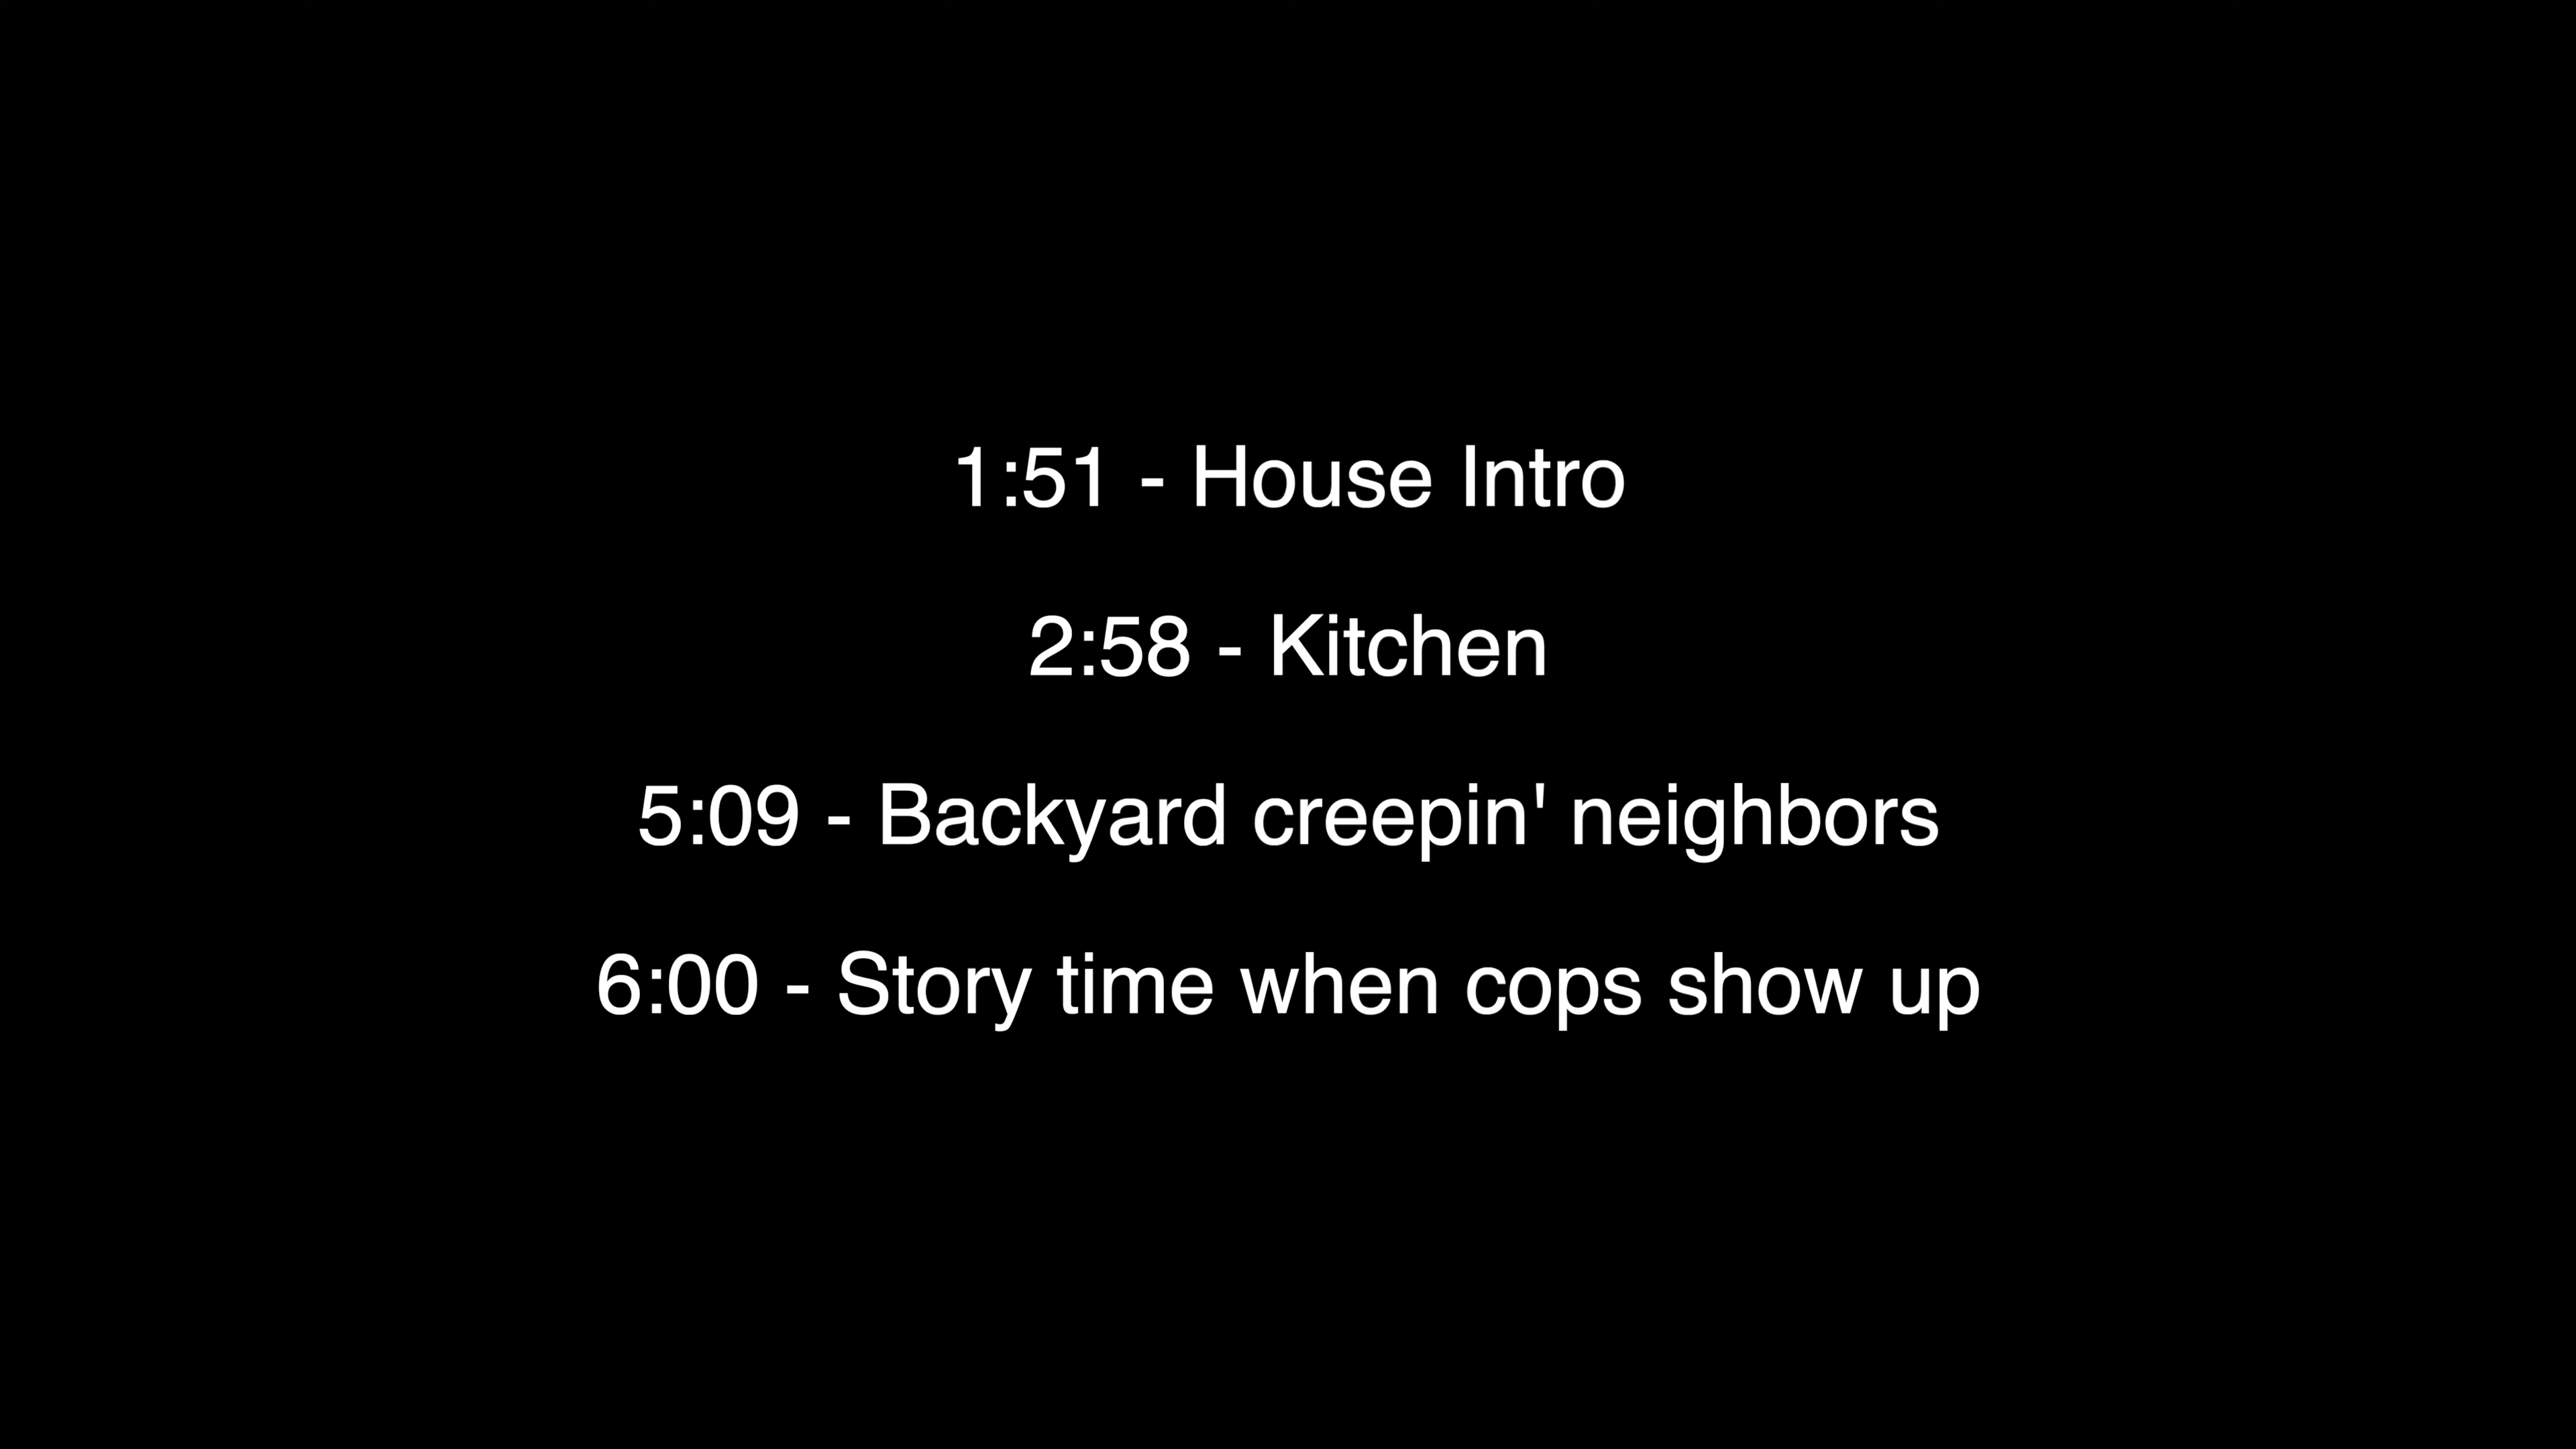 1:51 - House Intro
2:58 - Kitchen
5:09 - Backyard creepin' neighbors
6:00 - Story time when cops show up